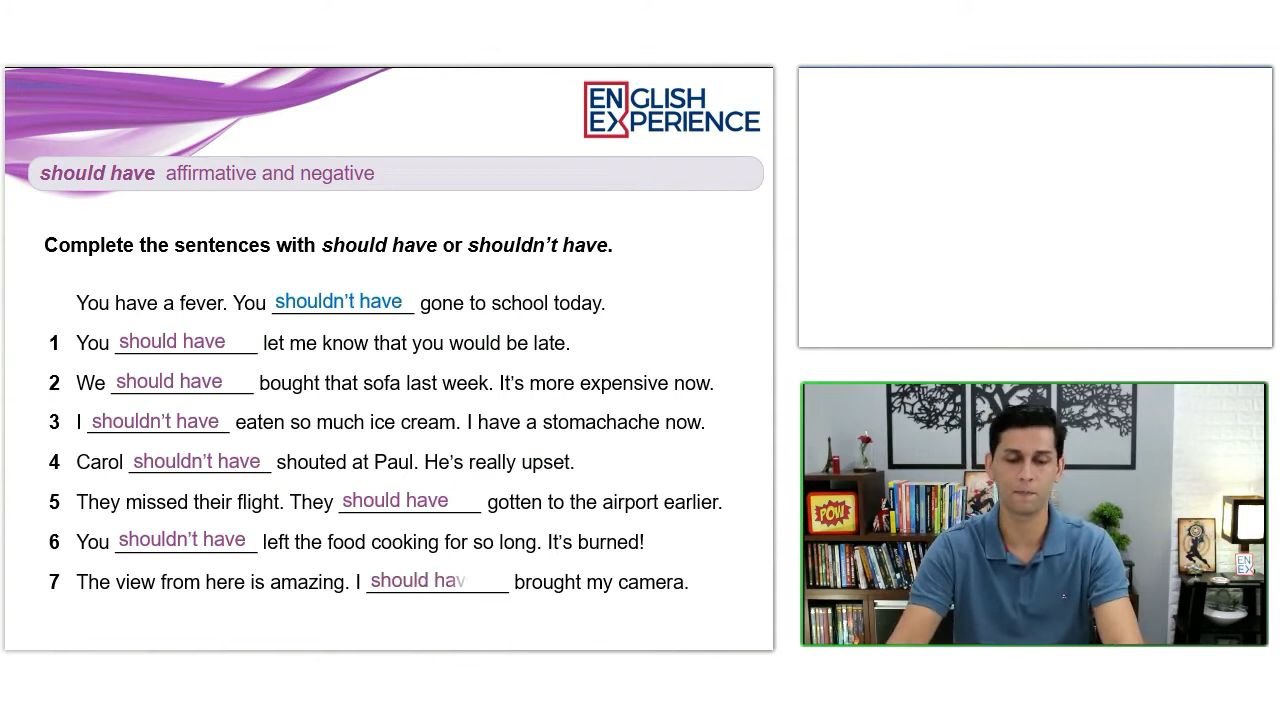 ENGLISH
EXPERIENCE
should have affirmative and negative
Complete the sentences with should have or shouldn’t have.
You have a fever. You shouldn’t have gone to school today.
1 You should have let me know that you would be late.
2 We should have bought that sofa last week. It’s more expensive now.
3 I shouldn’t have eaten so much ice cream. I have a stomachache now.
4 Carol shouldn’t have shouted at Paul. He’s really upset.
5 They missed their flight. They should have gotten to the airport earlier.
6 You shouldn’t have left the food cooking for so long. It’s burned!
7 The view from here is amazing. I should hav brought my camera.
POW
EN
EX